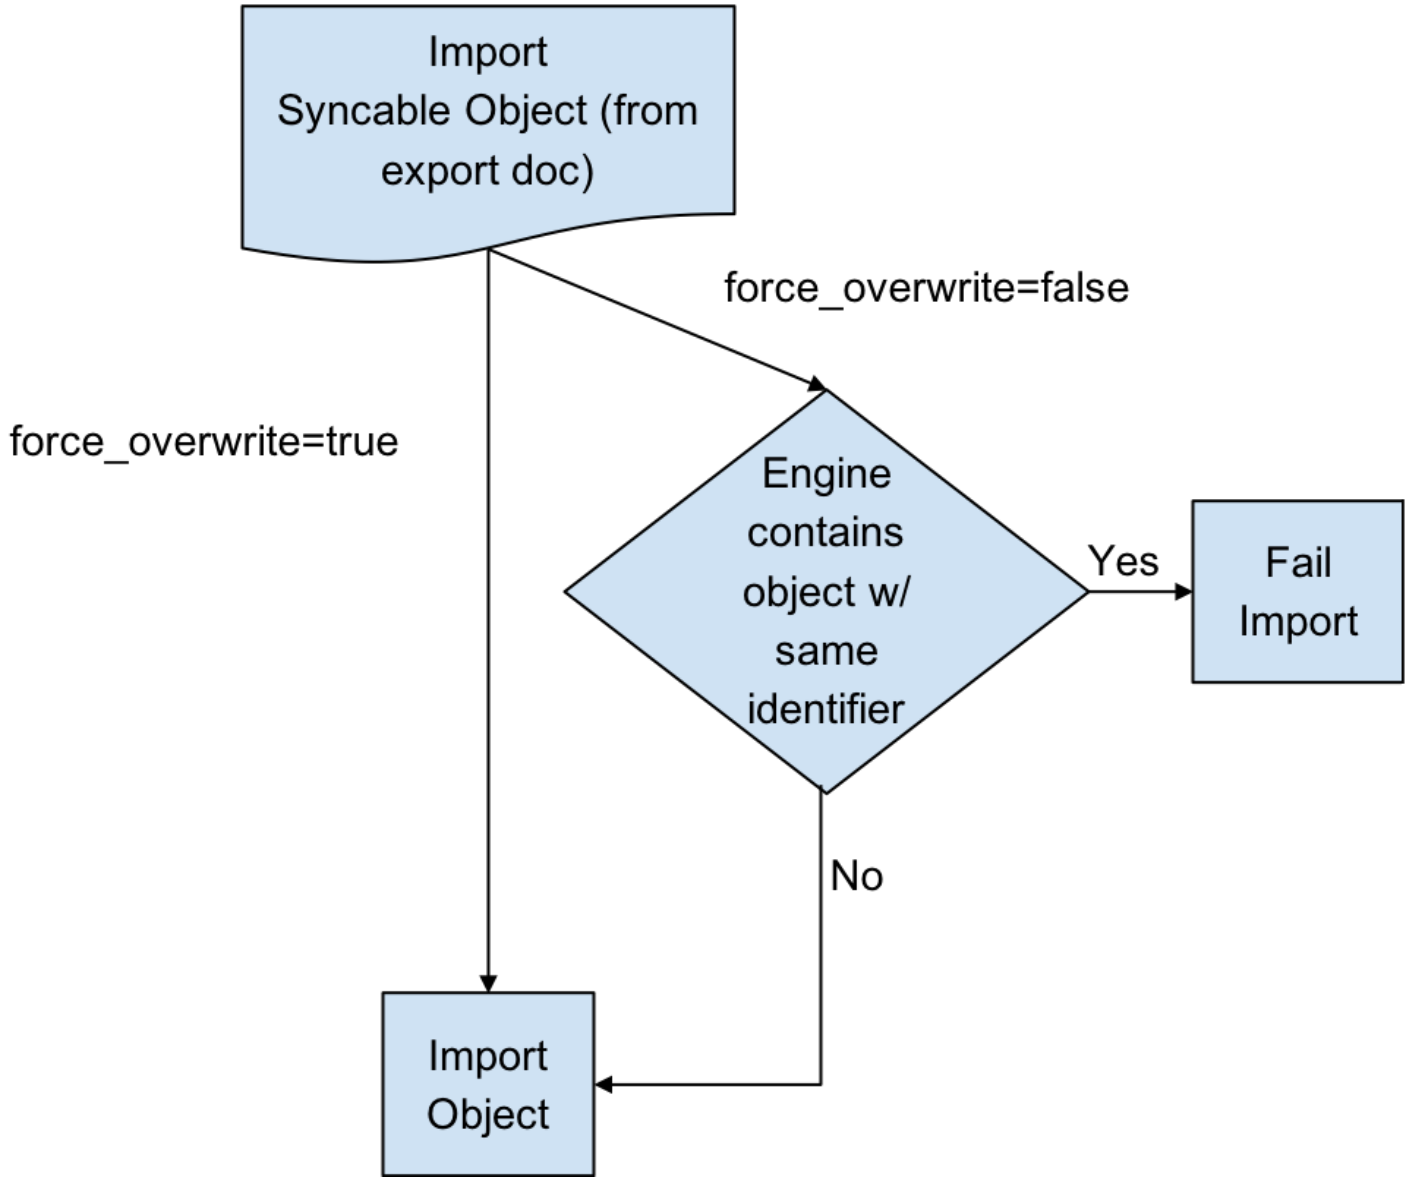 Import
Syncable Object (from
export doc)
force_overwrite=false
force_overwrite=true
Engine
contains
object w/
same
identifier
Yes
Fail
Import
No
Import
Object